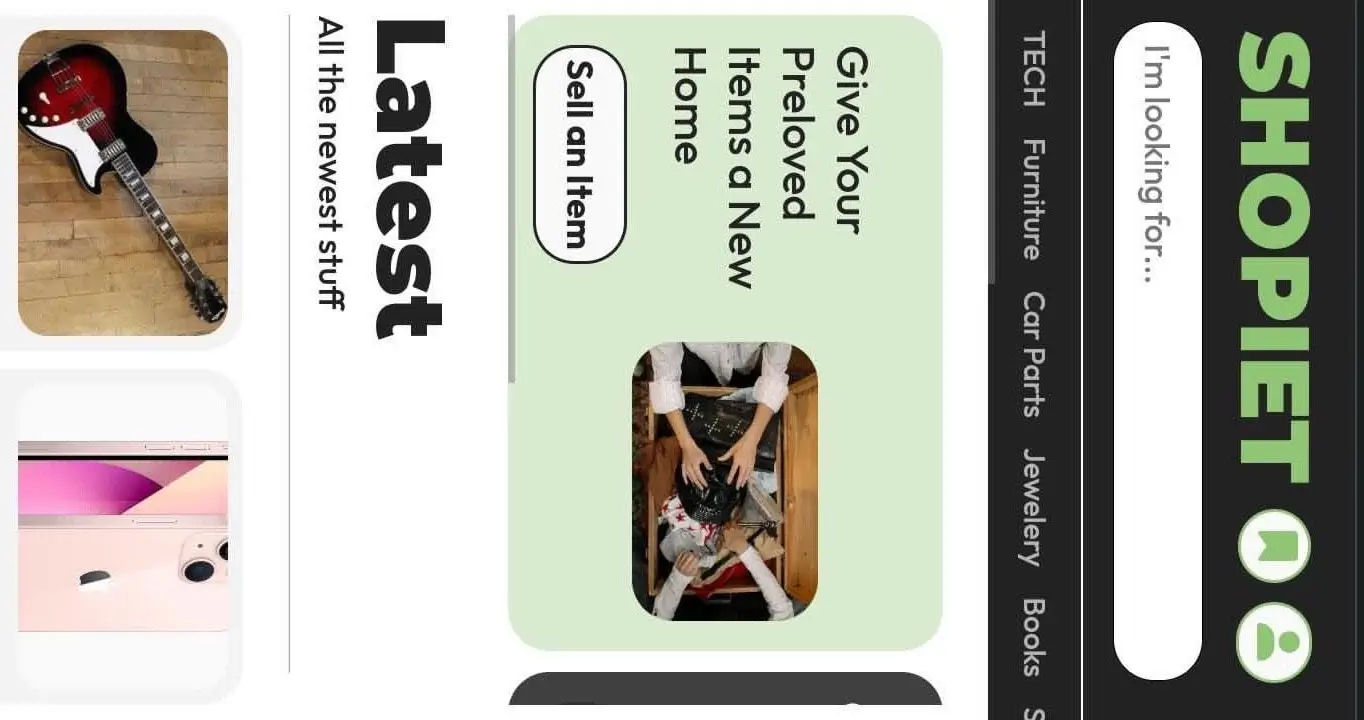 SHOPIET
I'm looking for...
TECH Furniture Car Parts Jewelery Books S
Give Your
Preloved
Items a New
Home
Sell an Item
Latest
All the newest stuff